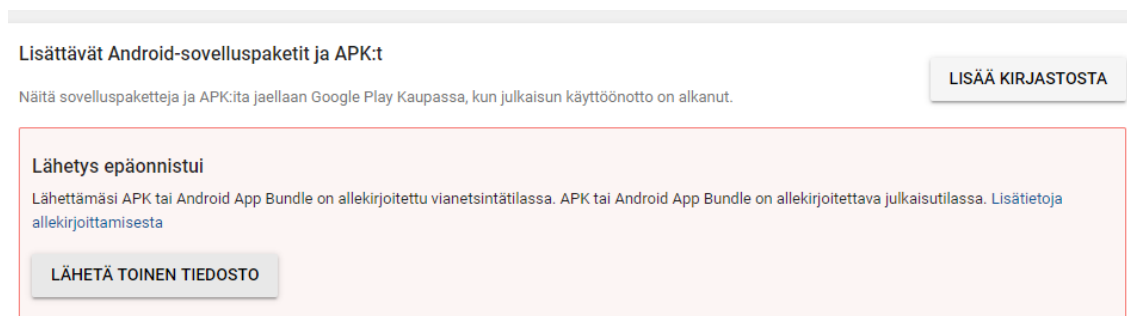 Lisättävät Android-sovelluspaketit ja APK:t
LISÄÄ KIRJASTOSTA
Näitä sovelluspaketteja ja APK:ita jaellaan Google Play Kaupassa, kun julkaisun käyttöönotto on alkanut.
Lähetys epäonnistui
Lähettämäsi APK tai Android App Bundle on allekirjoitettu vianetsintätilassa. APK tai Android App Bundle on allekirjoitettava julkaisutilassa. Lisätietoja
allekirjoittamisesta
LÄHETÄ TOINEN TIEDOSTO